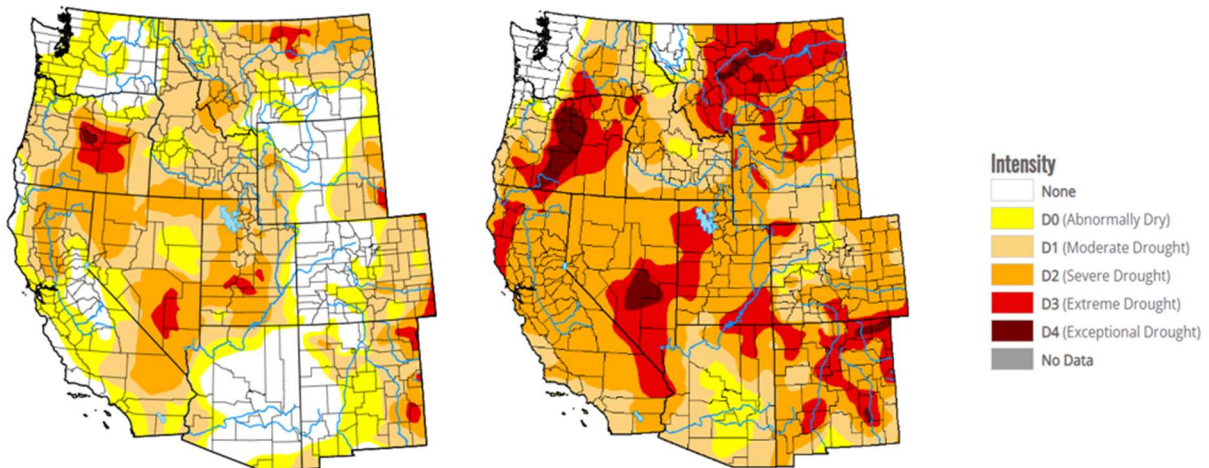 Intensity
None
D0 (Abnormally Dry)
D1 (Moderate Drought)
D2 (Severe Drought)
D3 (Extreme Drought)
D4 (Exceptional Drought)
No Data